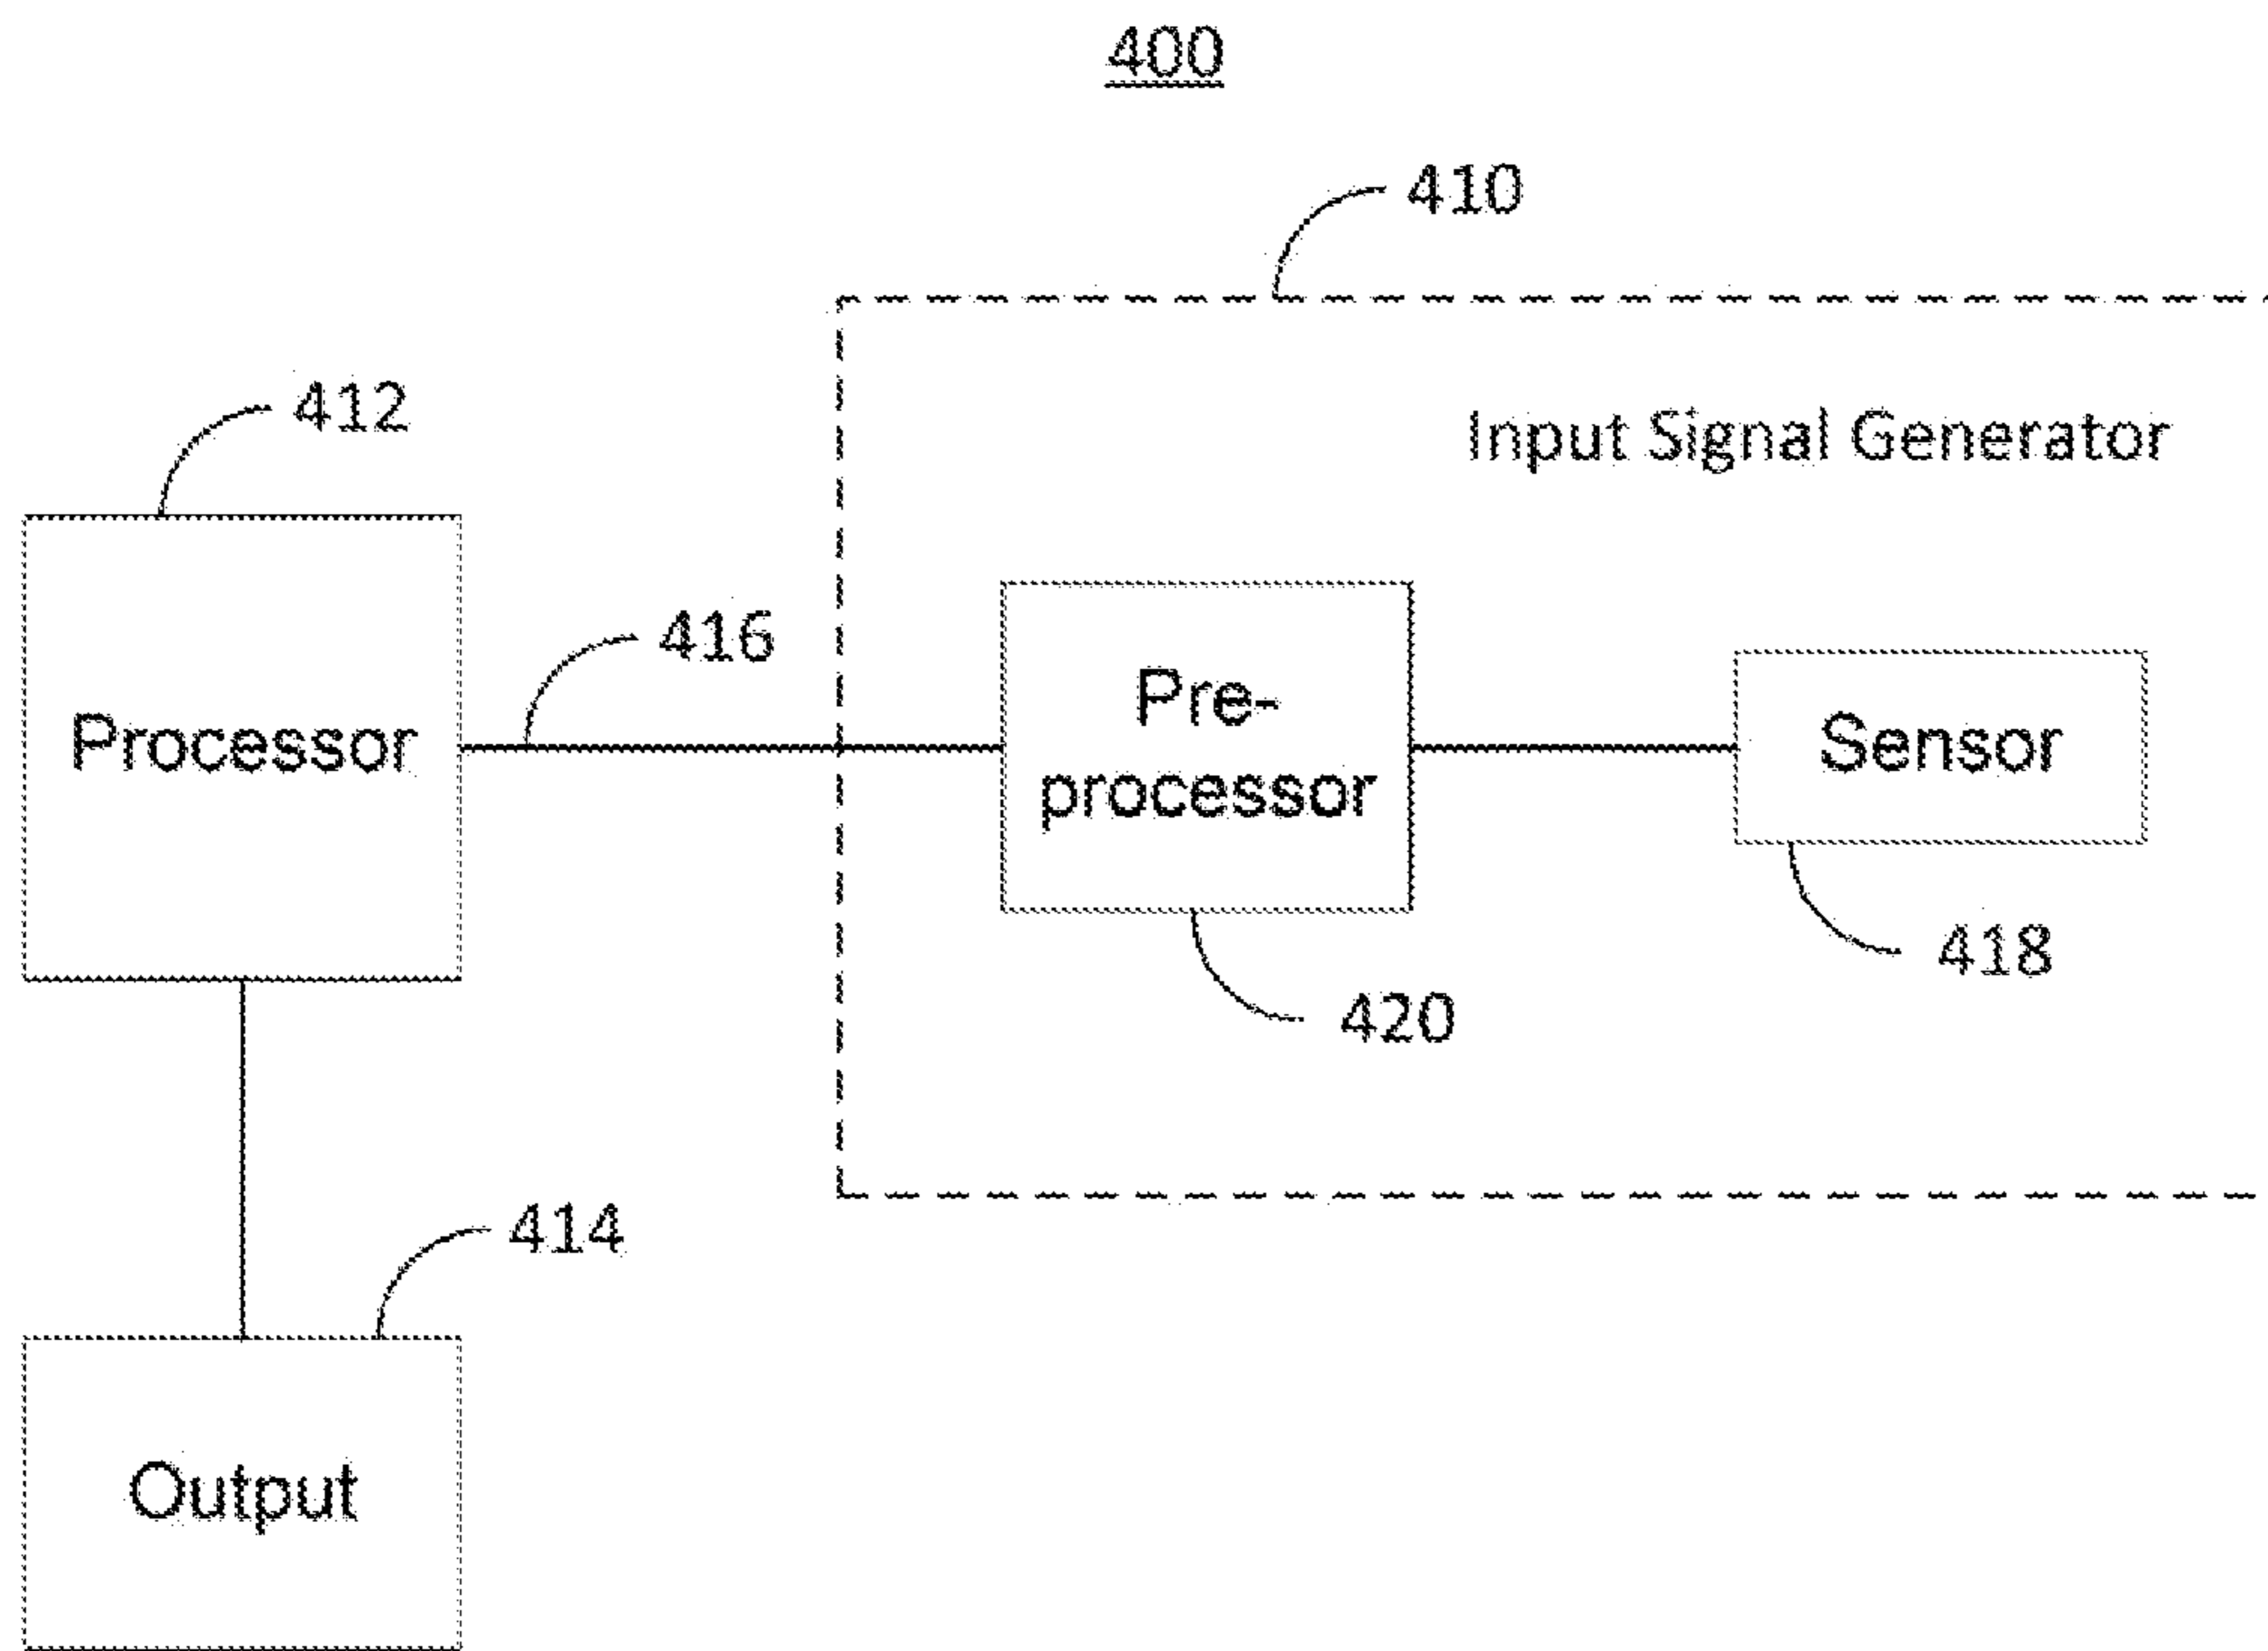 400
410
412
Input Signal Generator
416
Processor
Pre-
processor
Sensor
418
420
414
Output